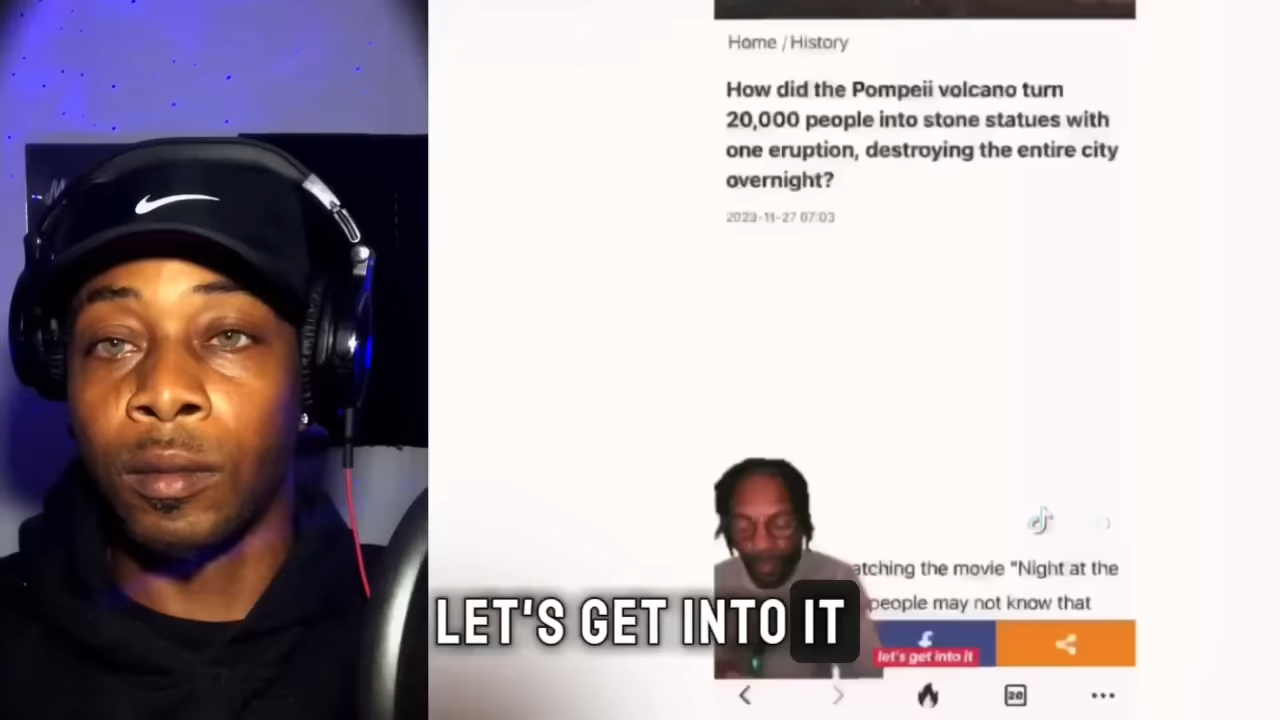 Home / History
How did the Pompeii volcano turn
20,000 people into stone statues with
one eruption, destroying the entire city
overnight?
2023-11-27 07:03
atching the movie "Night at the
people may not know that
LET'S GET INTO IT
let's get into it
20